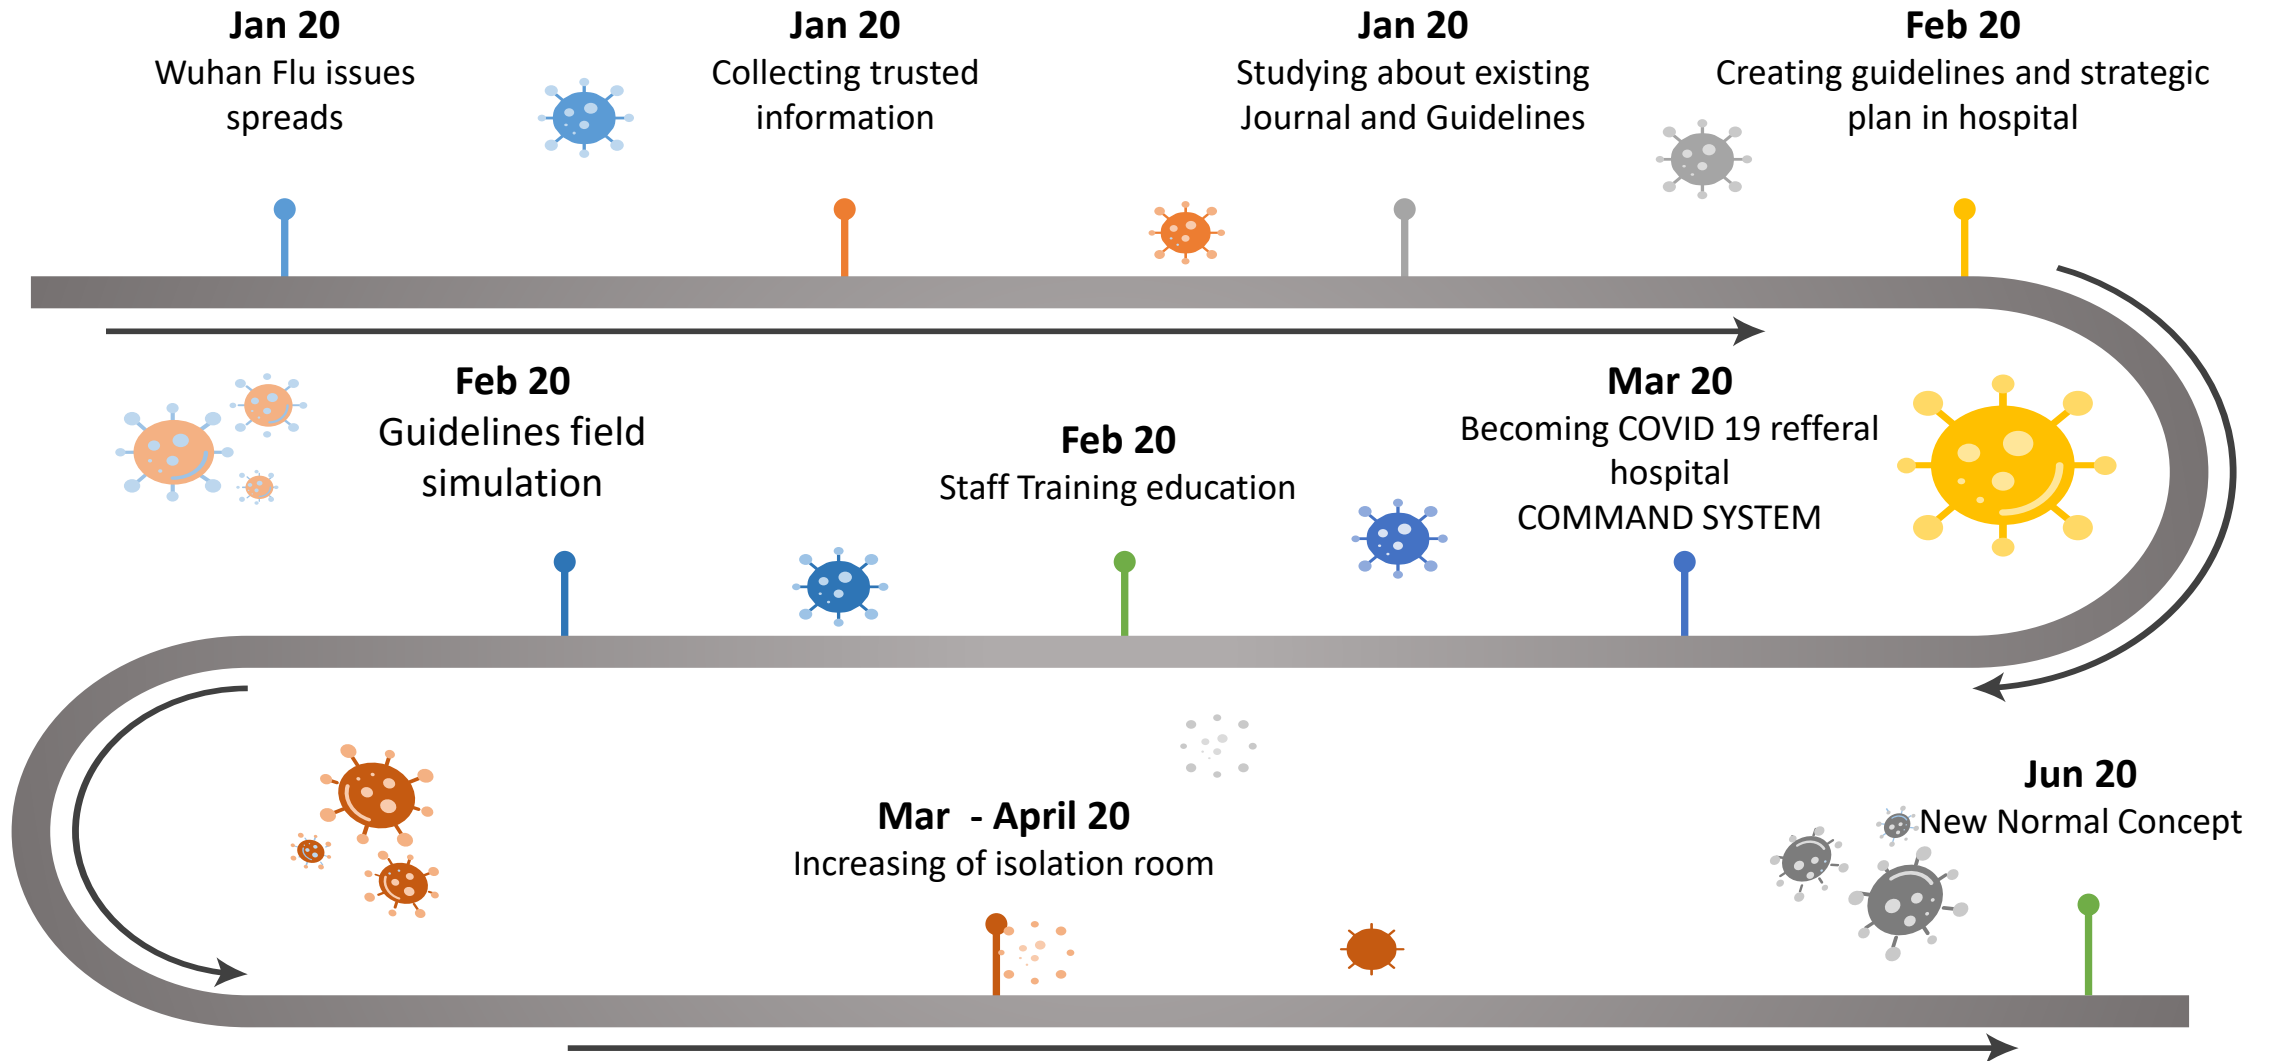 Jan 20
Wuhan Flu issues
spreads
Jan 20
Collecting trusted
information
Jan 20
Studying about existing
Journal and Guidelines
Feb 20
Creating guidelines and strategic
plan in hospital
Feb 20
Guidelines field
simulation
Feb 20
Staff Training education
Mar 20
Becoming COVID 19 refferal
hospital
COMMAND SYSTEM
Mar - April 20
Increasing of isolation room
Jun 20
New Normal Concept